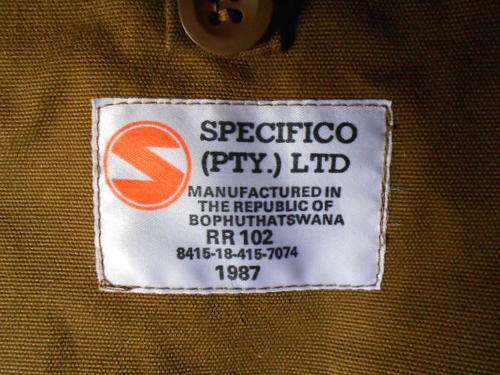 SPECIFICO
(PTY.) LTD
MANUFACTURED IN
THE REPUBLIC OF
BOPHUTHATSWANA
RR 102
8415-18-415-7074
1987